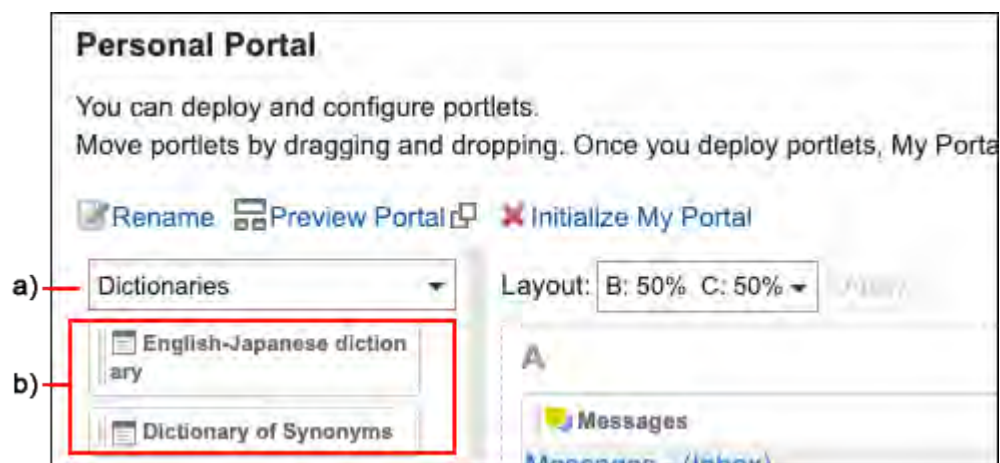 Personal Portal
You can deploy and configure portlets.
Move portlets by dragging and dropping. Once you deploy portlets, My Porta
Rename Preview Portal Initialize My Portal
a) Dictionaries Layout: B: 50% C: 50%
English-Japanese diction
ary
A
b)
Dictionary of Synonyms
Messages
Messages (Inbox)